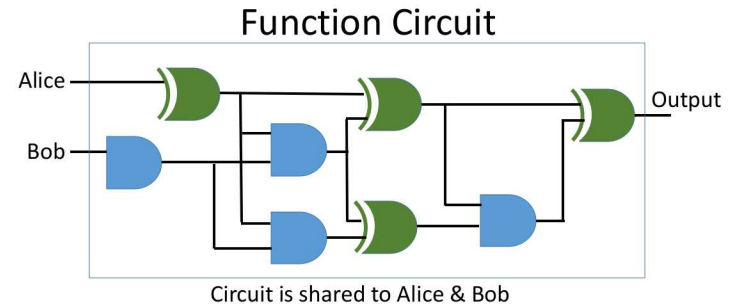 Function Circuit
Alice
Bob
Output
Circuit is shared to Alice & Bob